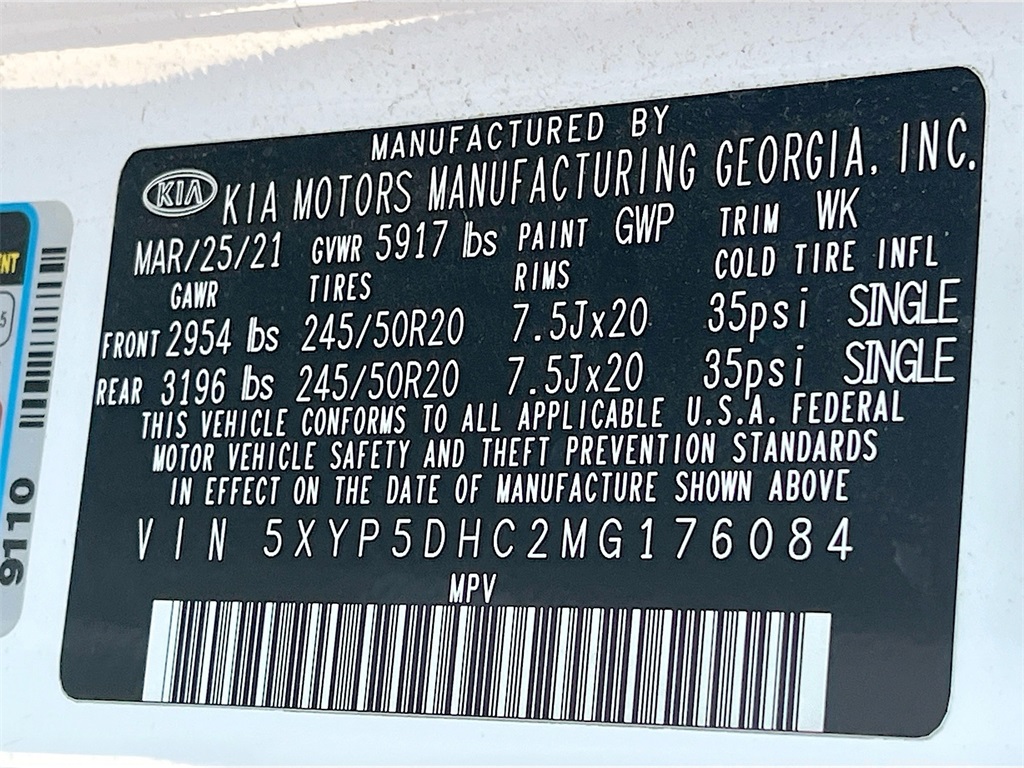 MANUFACTURED BY
KIA KIA MOTORS MANUFACTURING GEORGIA, INC.
MAR/25/21 GVWR 5917 lbs PAINT GWP TRIM WK
GAWR TIRES RIMS COLD TIRE INFL
FRONT 2954 lbs 245/50R20 7.5Jx20 35psi SINGLE
REAR 3196 lbs 245/50R20 7.5Jx20 35psi SINGLE
THIS VEHICLE CONFORMS TO ALL APPLICABLE U.S.A. FEDERAL
MOTOR VEHICLE SAFETY AND THEFT PREVENTION STANDARDS
IN EFFECT ON THE DATE OF MANUFACTURE SHOWN ABOVE
VIN 5XYP5DHC2MG176084
MPV
9110